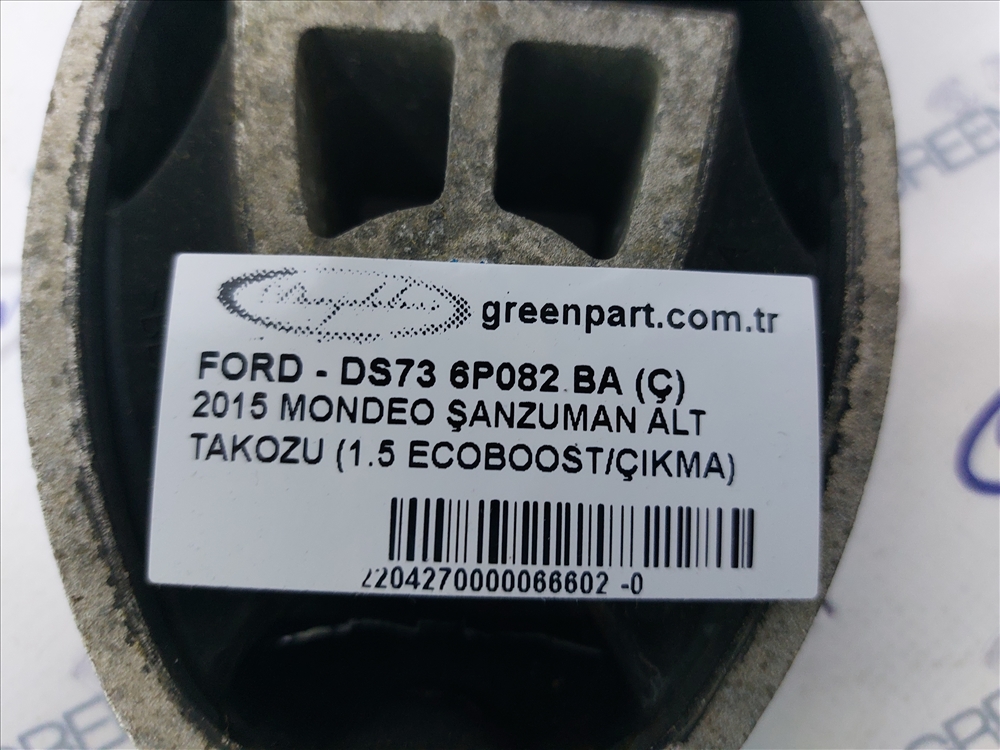 greenpart.com.tr
FORD - DS73 6P082 BA (Ç)
2015 MONDEO ŞANZUMAN ALT
TAKOZU (1.5 ECOBOOST/ÇIKMA)
2204270000066602 -0